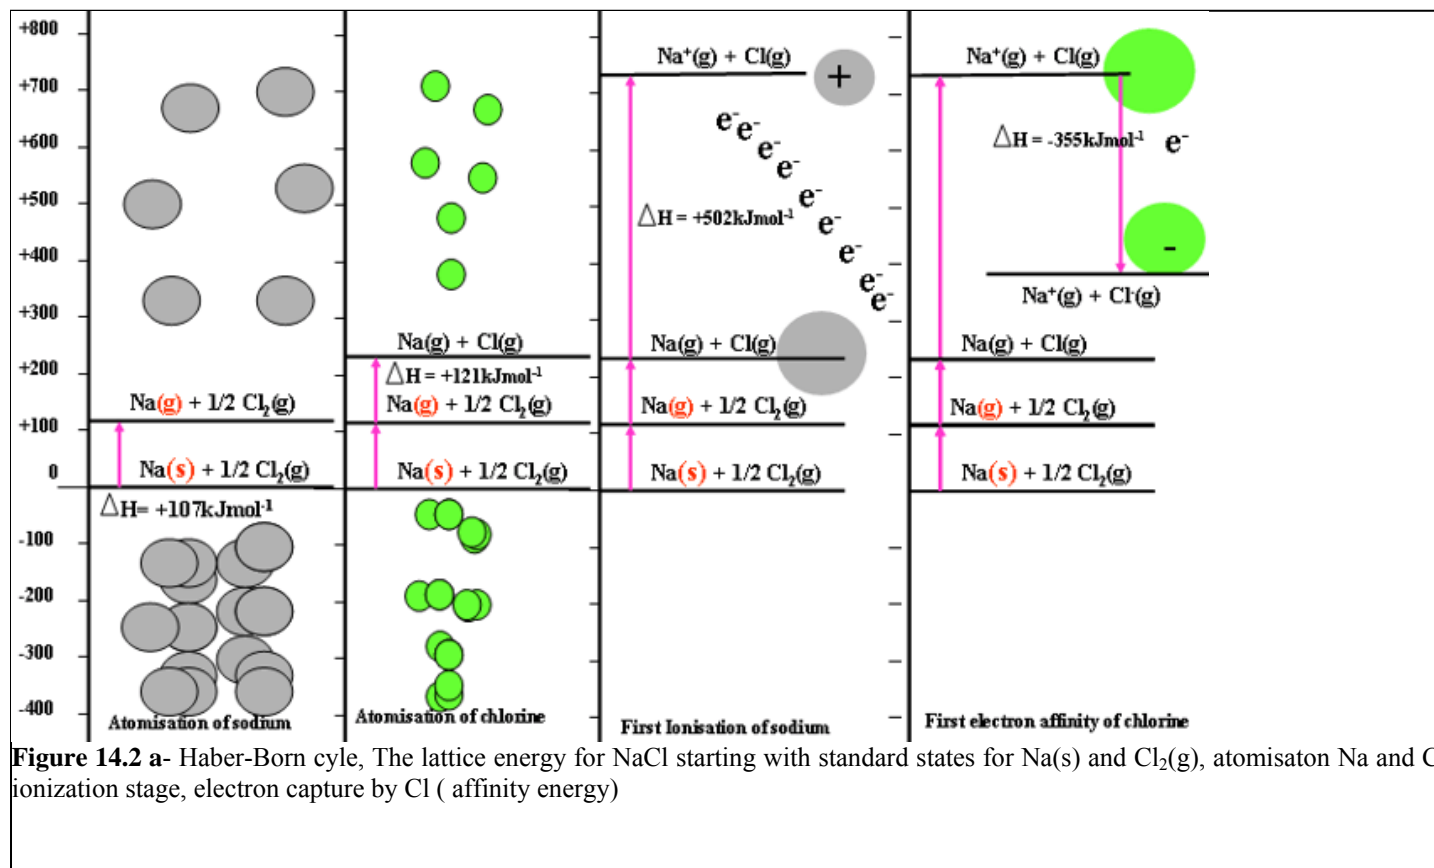 +800
+700
+600
+500
+400
+300
+200
+100
0
-100
-200
-300
-400
Na(g) + 1/2 Cl₂(g)
Na(s) + 1/2 Cl₂(g)
△H= +107kJmol⁻¹
Atomisation of sodium
Na(g) + Cl(g)
△H = +121kJmol⁻¹
Na(g) + 1/2 Cl₂(g)
Na(s) + 1/2 Cl₂(g)
Atomisation of chlorine
Na⁺(g) + Cl(g)
+
e⁻
e⁻
e⁻
e⁻
e⁻
e⁻
e⁻
e⁻
e⁻
△H = +502kJmol⁻¹
Na(g) + Cl(g)
Na(g) + 1/2 Cl₂(g)
Na(s) + 1/2 Cl₂(g)
First Ionisation of sodium
Na⁺(g) + Cl(g)
△H = -355kJmol⁻¹
e⁻
-
Na⁺(g) + Cl⁻(g)
Na(g) + Cl(g)
Na(g) + 1/2 Cl₂(g)
Na(s) + 1/2 Cl₂(g)
First electron affinity of chlorine
Figure 14.2 a- Haber-Born cyle, The lattice energy for NaCl starting with standard states for Na(s) and Cl₂(g), atomisaton Na and
ionization stage, electron capture by Cl ( affinity energy)